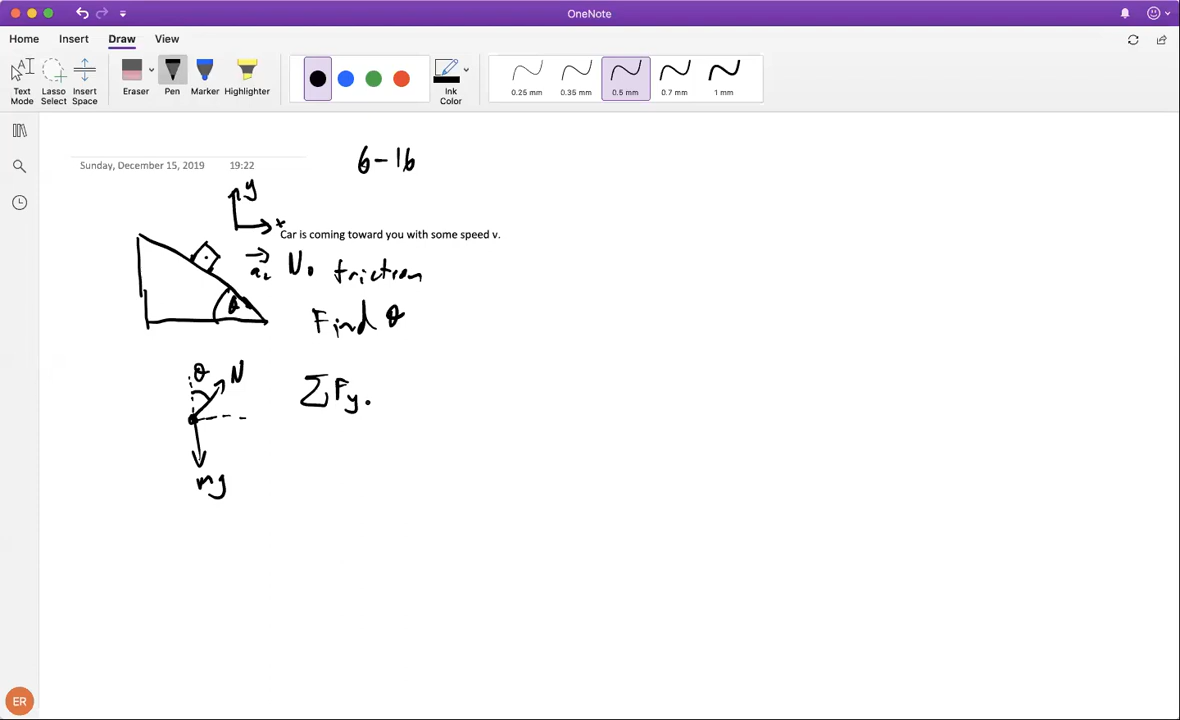 OneNote
Home Insert Draw View
Text Mode
Lasso Select
Insert Space
Eraser
Pen
Marker
Highlighter
Ink Color
0.25 mm
0.35 mm
0.5 mm
0.7 mm
1 mm
6-16
Sunday, December 15, 2019 19:22
y
x
Car is coming toward you with some speed v.
No friction
θ
Find θ
θ
N
ΣFy.
mg
ER